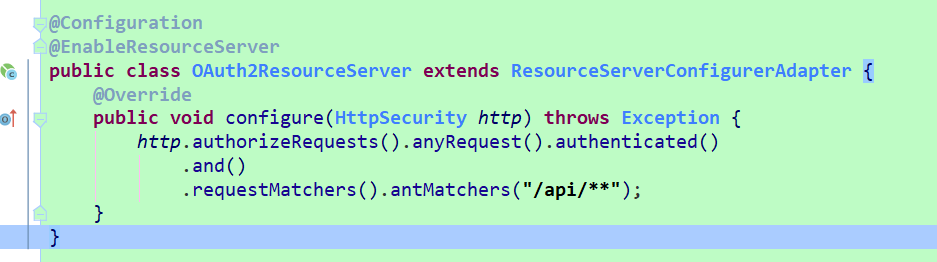 @Configuration
@EnableResourceServer
public class OAuth2ResourceServer extends ResourceServerConfigurerAdapter {
    @Override
    public void configure(HttpSecurity http) throws Exception {
        http.authorizeRequests().anyRequest().authenticated()
            .and()
            .requestMatchers().antMatchers("/api/**");
    }
}